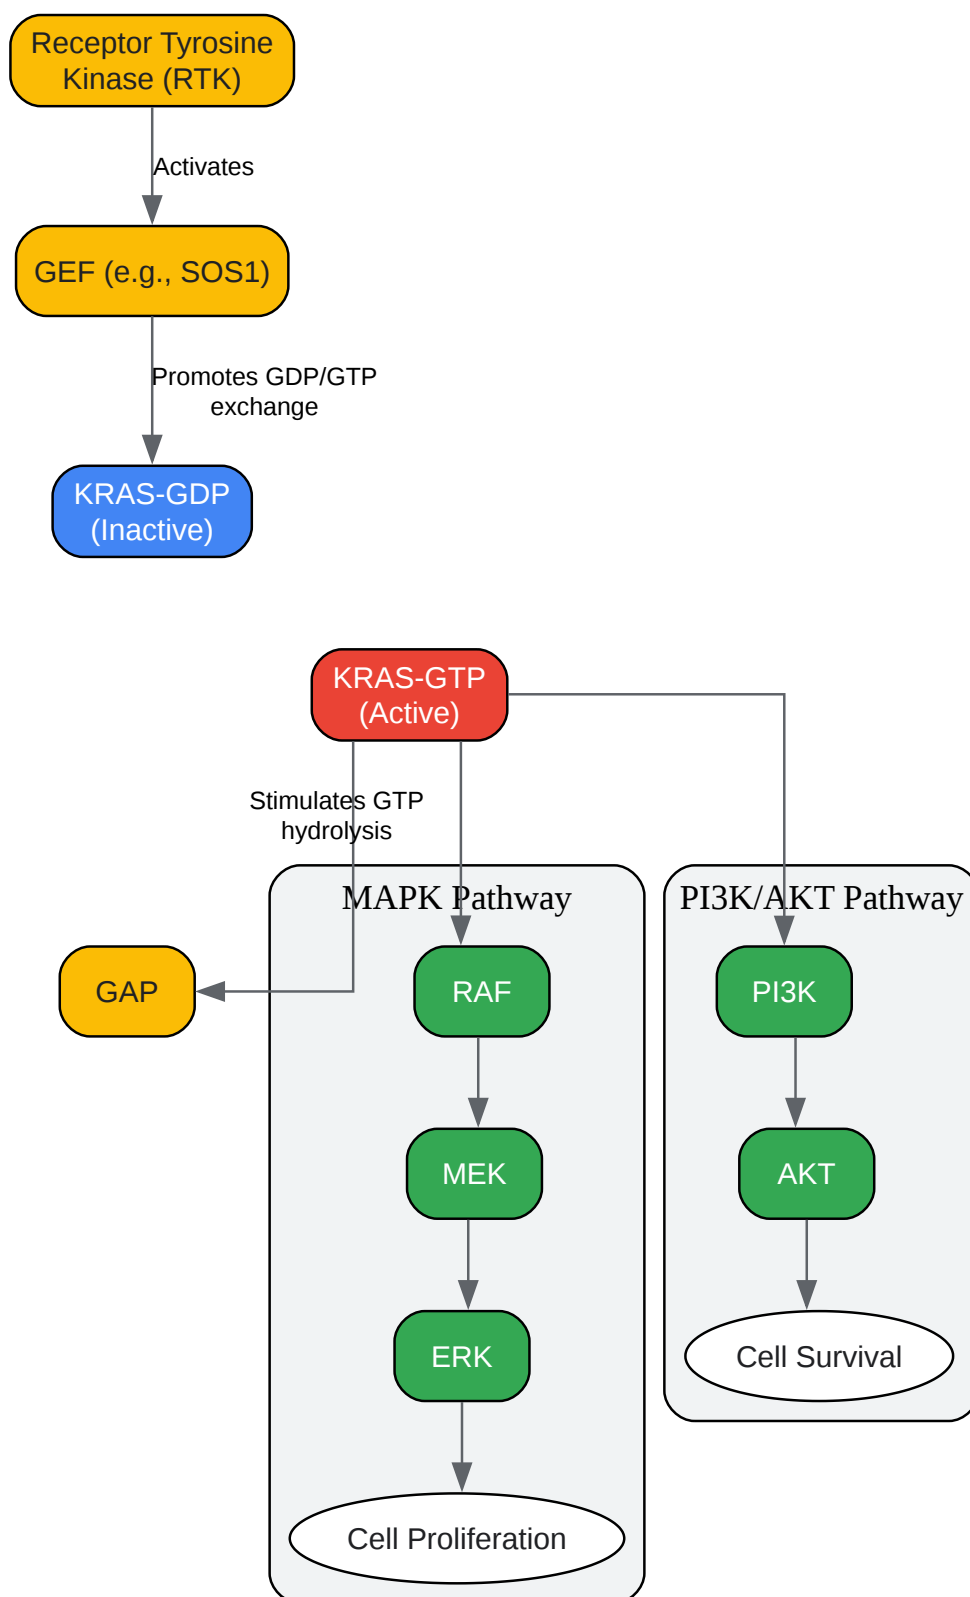 Receptor Tyrosine
Kinase (RTK)
Activates
GEF (e.g., SOS1)
Promotes GDP/GTP
exchange
KRAS-GDP
(Inactive)
KRAS-GTP
(Active)
Stimulates GTP
hydrolysis
MAPK Pathway
PI3K/AKT Pathway
GAP
RAF
PI3K
MEK
AKT
ERK
Cell Survival
Cell Proliferation